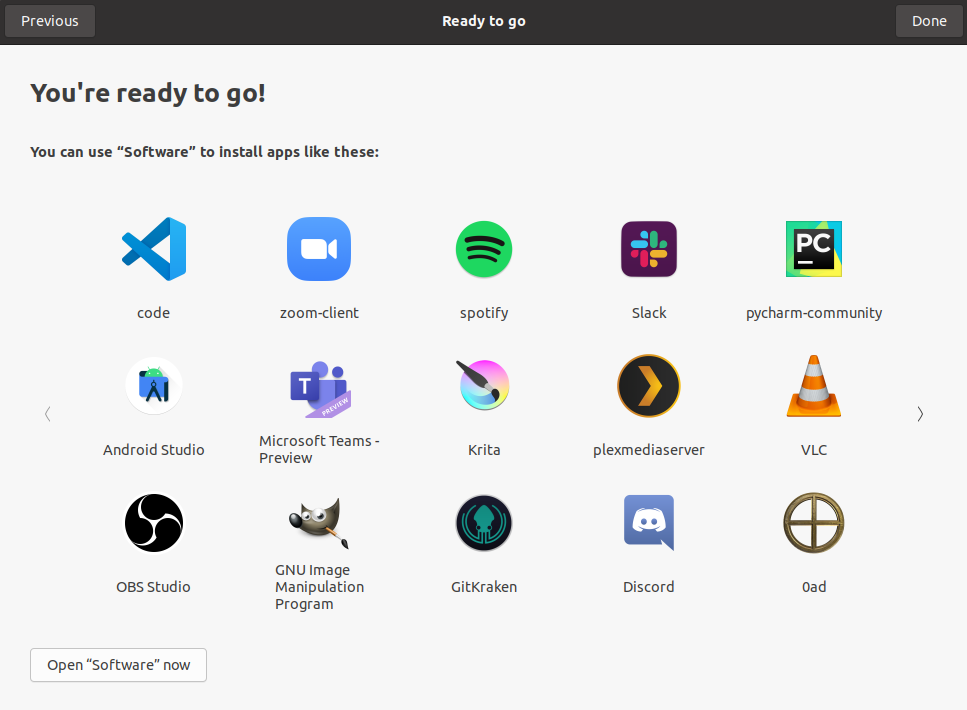 Previous
Ready to go
Done
You're ready to go!
You can use “Software” to install apps like these:
PC
code
zoom-client
spotify
Slack
pycharm-community
T
PREVIEW
Android Studio
Microsoft Teams -
Preview
Krita
plexmediaserver
VLC
OBS Studio
GNU Image
Manipulation
Program
GitKraken
Discord
0ad
Open “Software” now